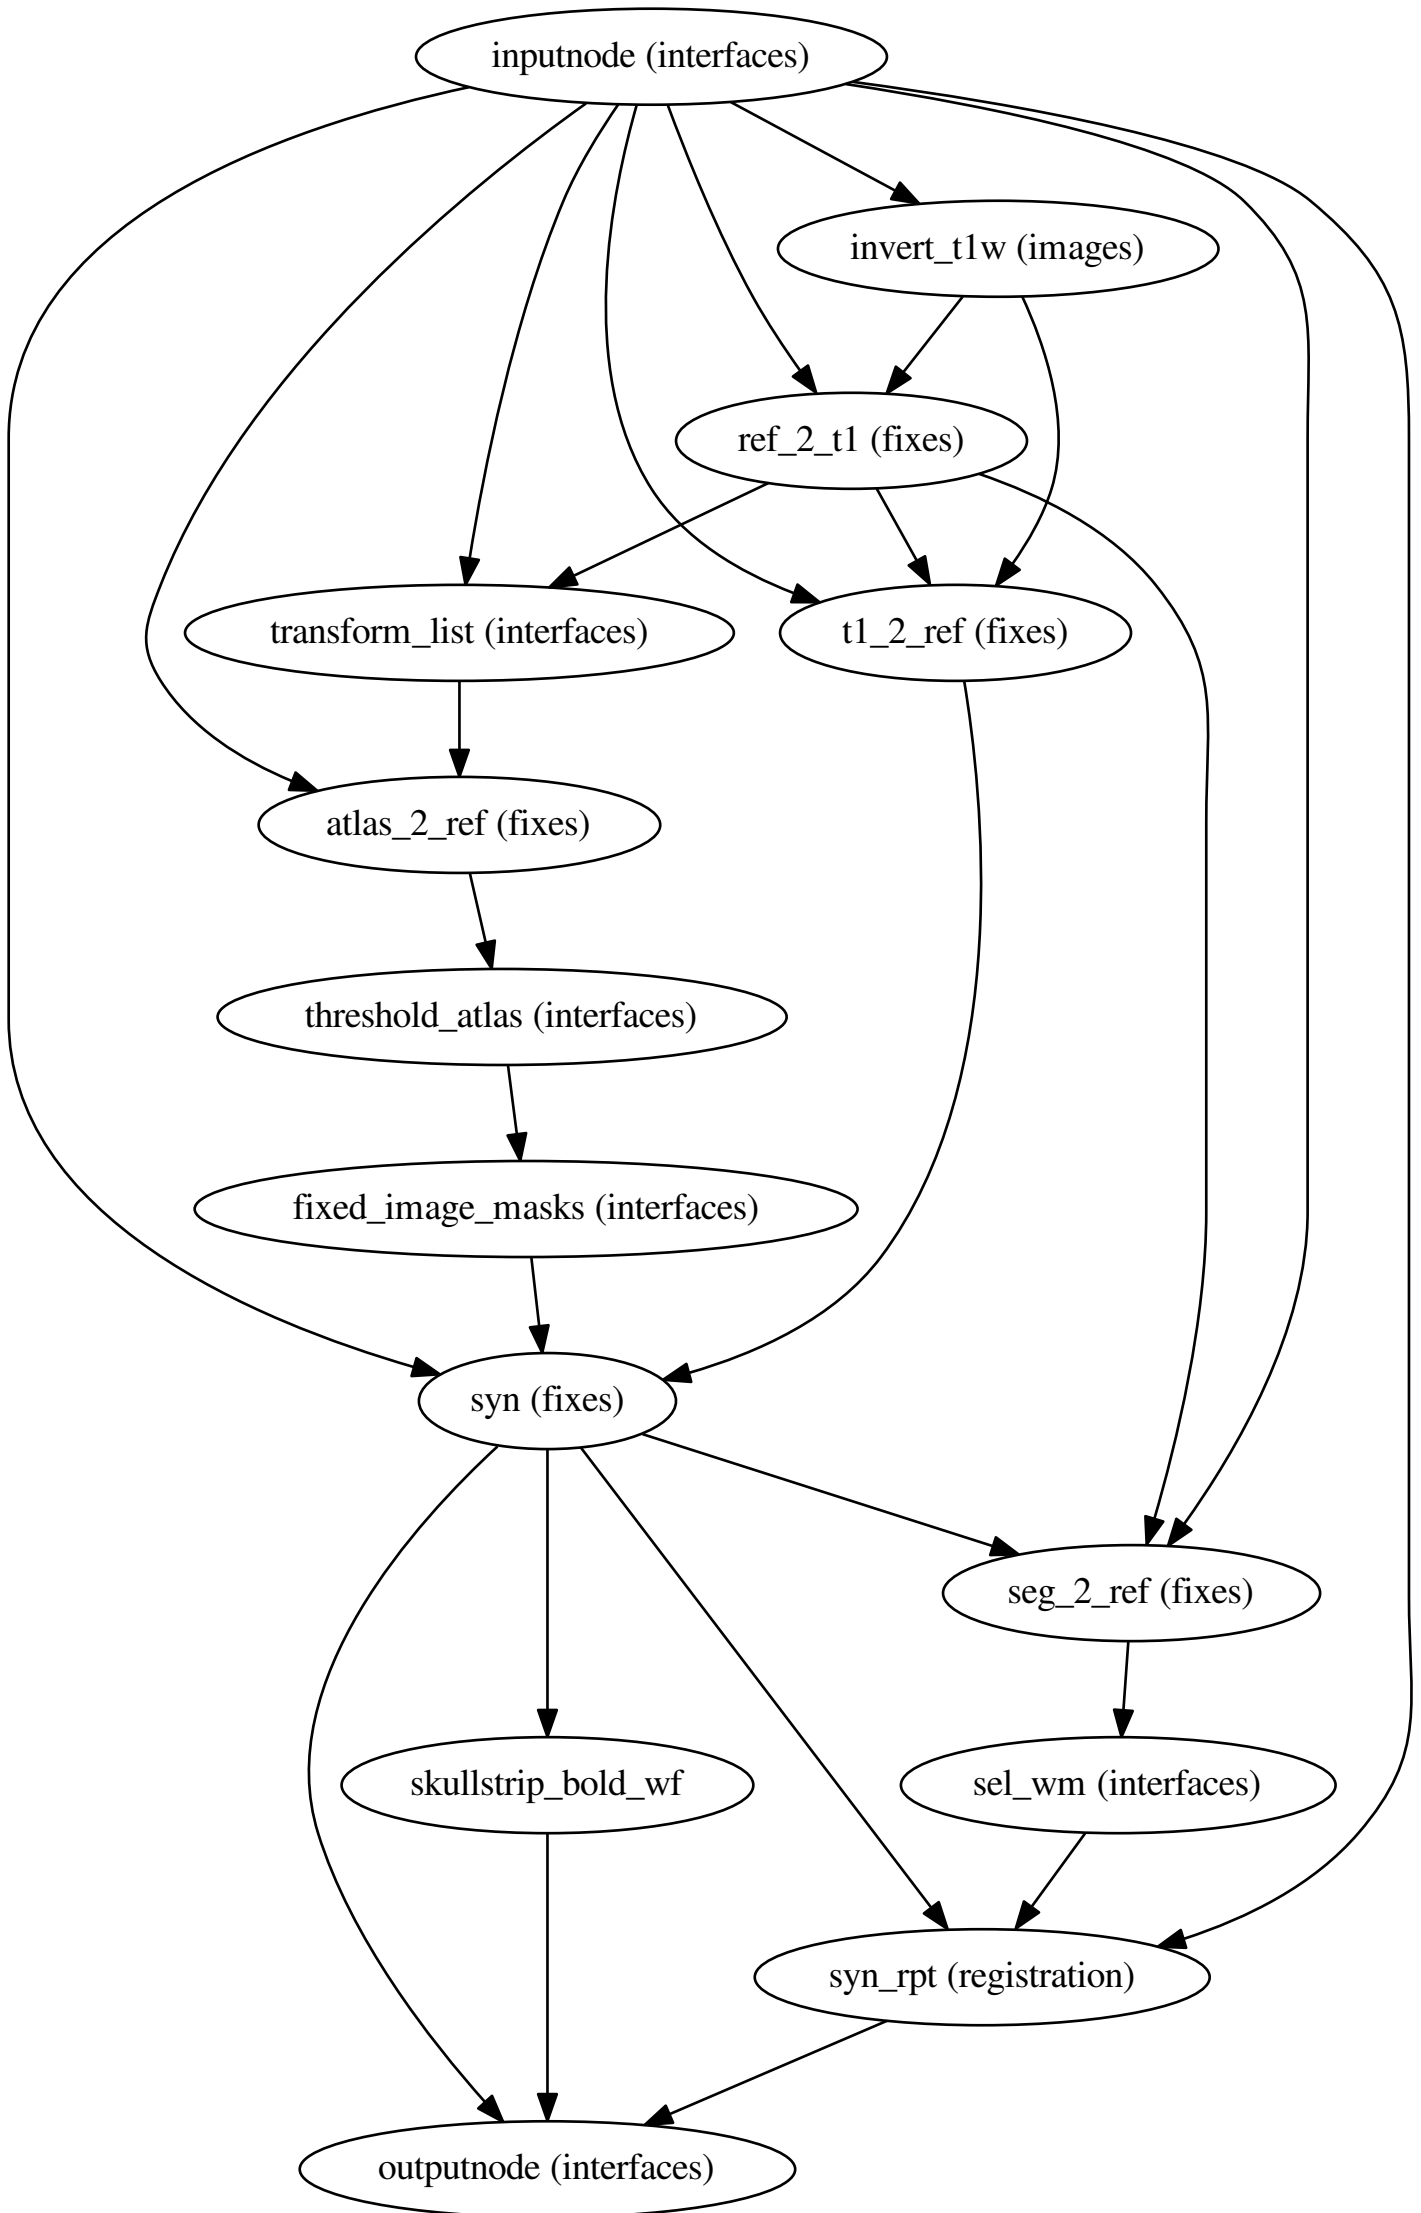 inputnode (interfaces)
invert_t1w (images)
ref_2_t1 (fixes)
transform_list (interfaces)
t1_2_ref (fixes)
atlas_2_ref (fixes)
threshold_atlas (interfaces)
fixed_image_masks (interfaces)
syn (fixes)
seg_2_ref (fixes)
skullstrip_bold_wf
sel_wm (interfaces)
syn_rpt (registration)
outputnode (interfaces)